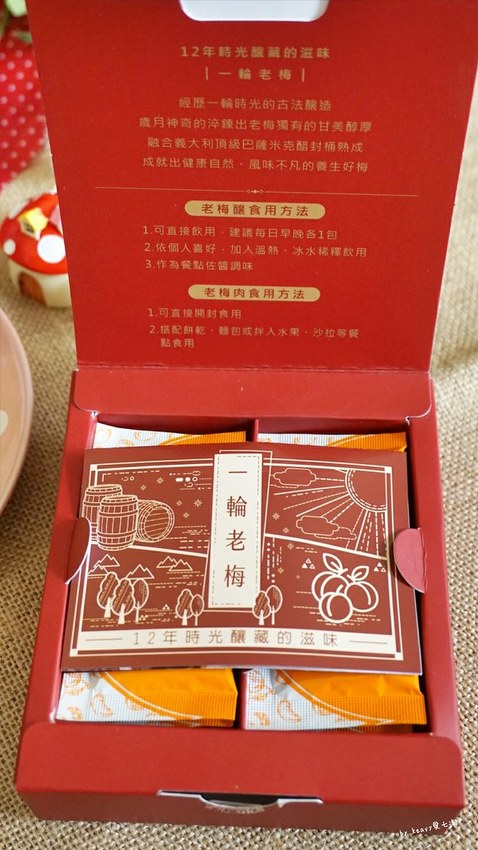 12年時光釀藏的滋味
｜一輪老梅｜
經歷一輪時光的古法釀造
歲月神奇的淬鍊出老梅獨有的甘美醇厚
融合義大利頂級巴薩米克醋封桶熟成
成就出健康自然、風味不凡的養生好梅
老梅釀食用方法
1.可直接飲用，建議每日早晚各1包
2.依個人喜好，加入溫熱、冰水稀釋飲用
3.作為餐點佐醬調味
老梅肉食用方法
1.可直接開封食用
2.搭配餅乾、麵包或拌入水果、沙拉等餐
點食用
一輪老梅
12年時光釀藏的滋味